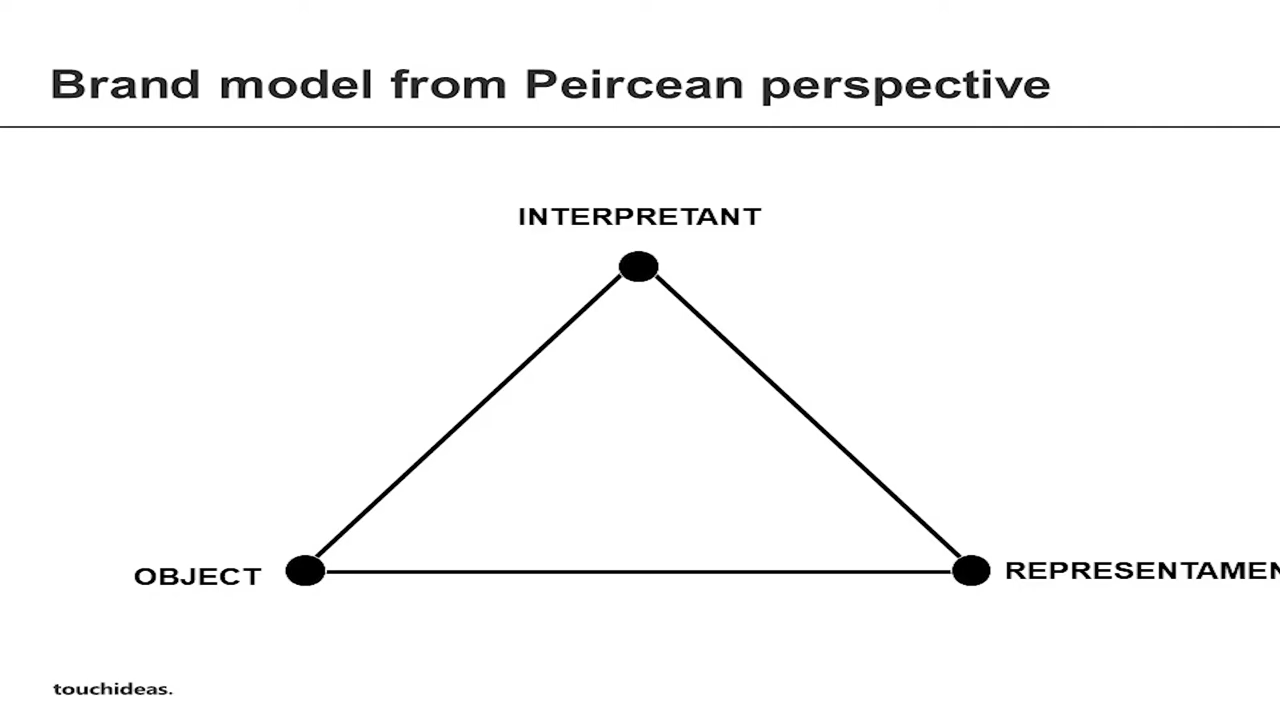 Brand model from Peircean perspective
INTERPRETANT
OBJECT
REPRESENTAMEN
touchideas.